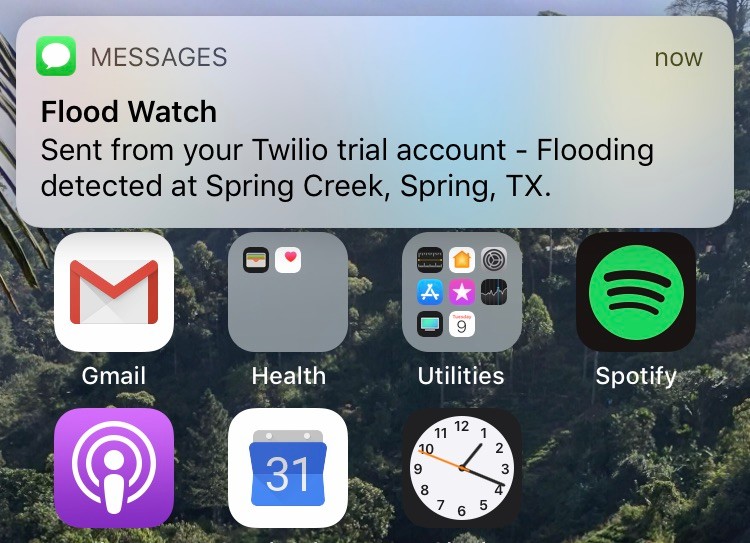 MESSAGES now
Flood Watch
Sent from your Twilio trial account - Flooding
detected at Spring Creek, Spring, TX.
Gmail Health Utilities Spotify
Tuesday
9
31
11 12 1
10 2
9 3
8 4
7 6 5